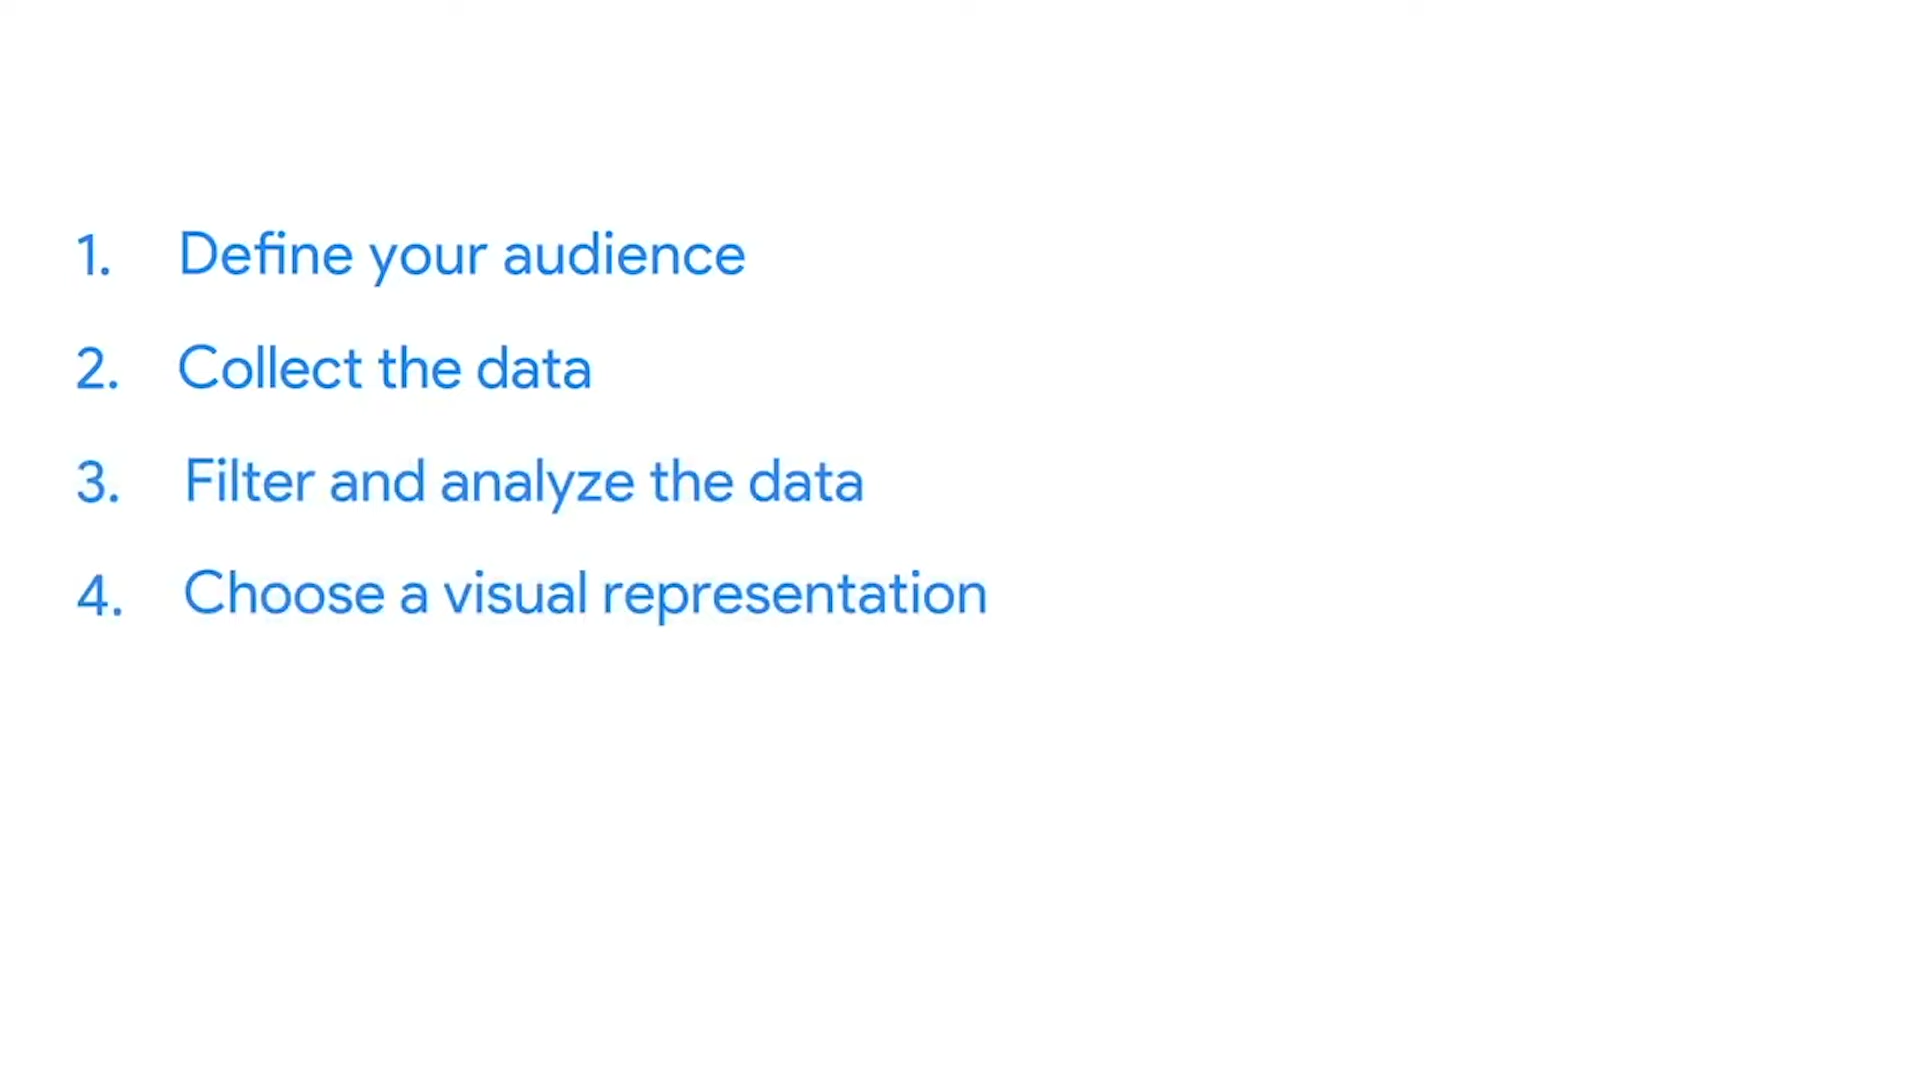 1. Define your audience
2. Collect the data
3. Filter and analyze the data
4. Choose a visual representation